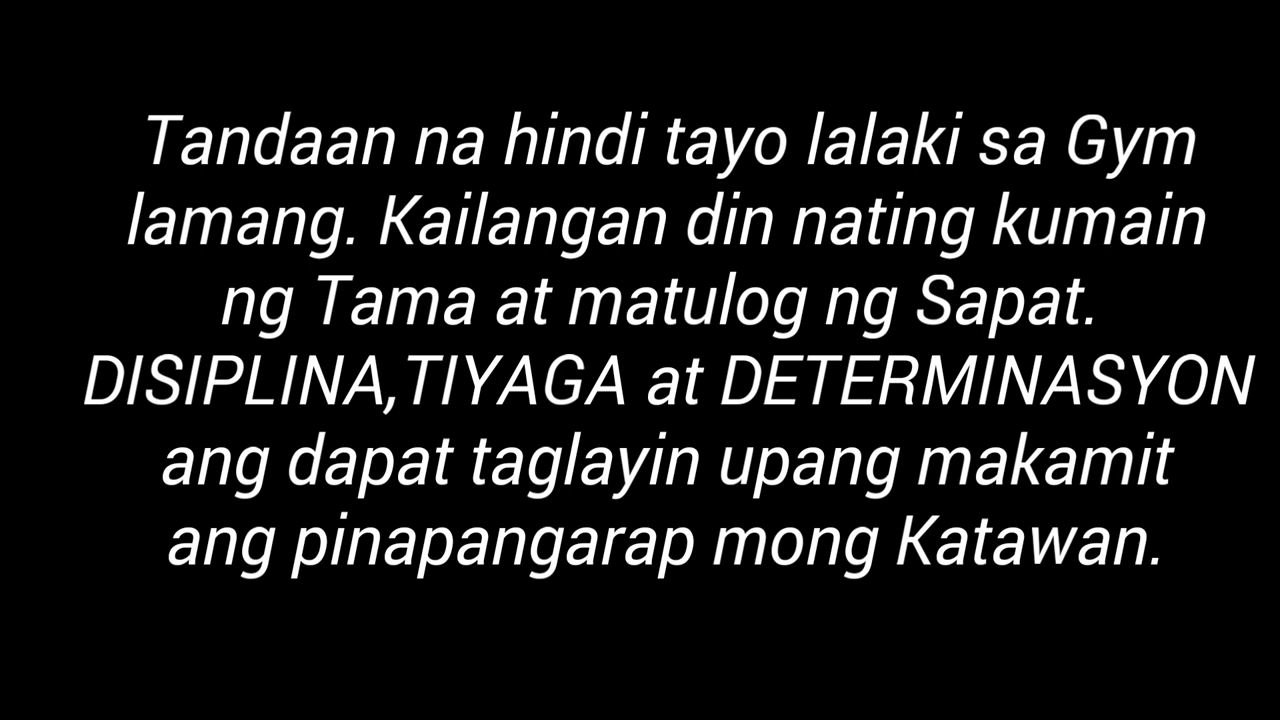 Tandaan na hindi tayo lalaki sa Gym
lamang. Kailangan din nating kumain
ng Tama at matulog ng Sapat.
DISIPLINA,TIYAGA at DETERMINASYON
ang dapat taglayin upang makamit
ang pinapangarap mong Katawan.